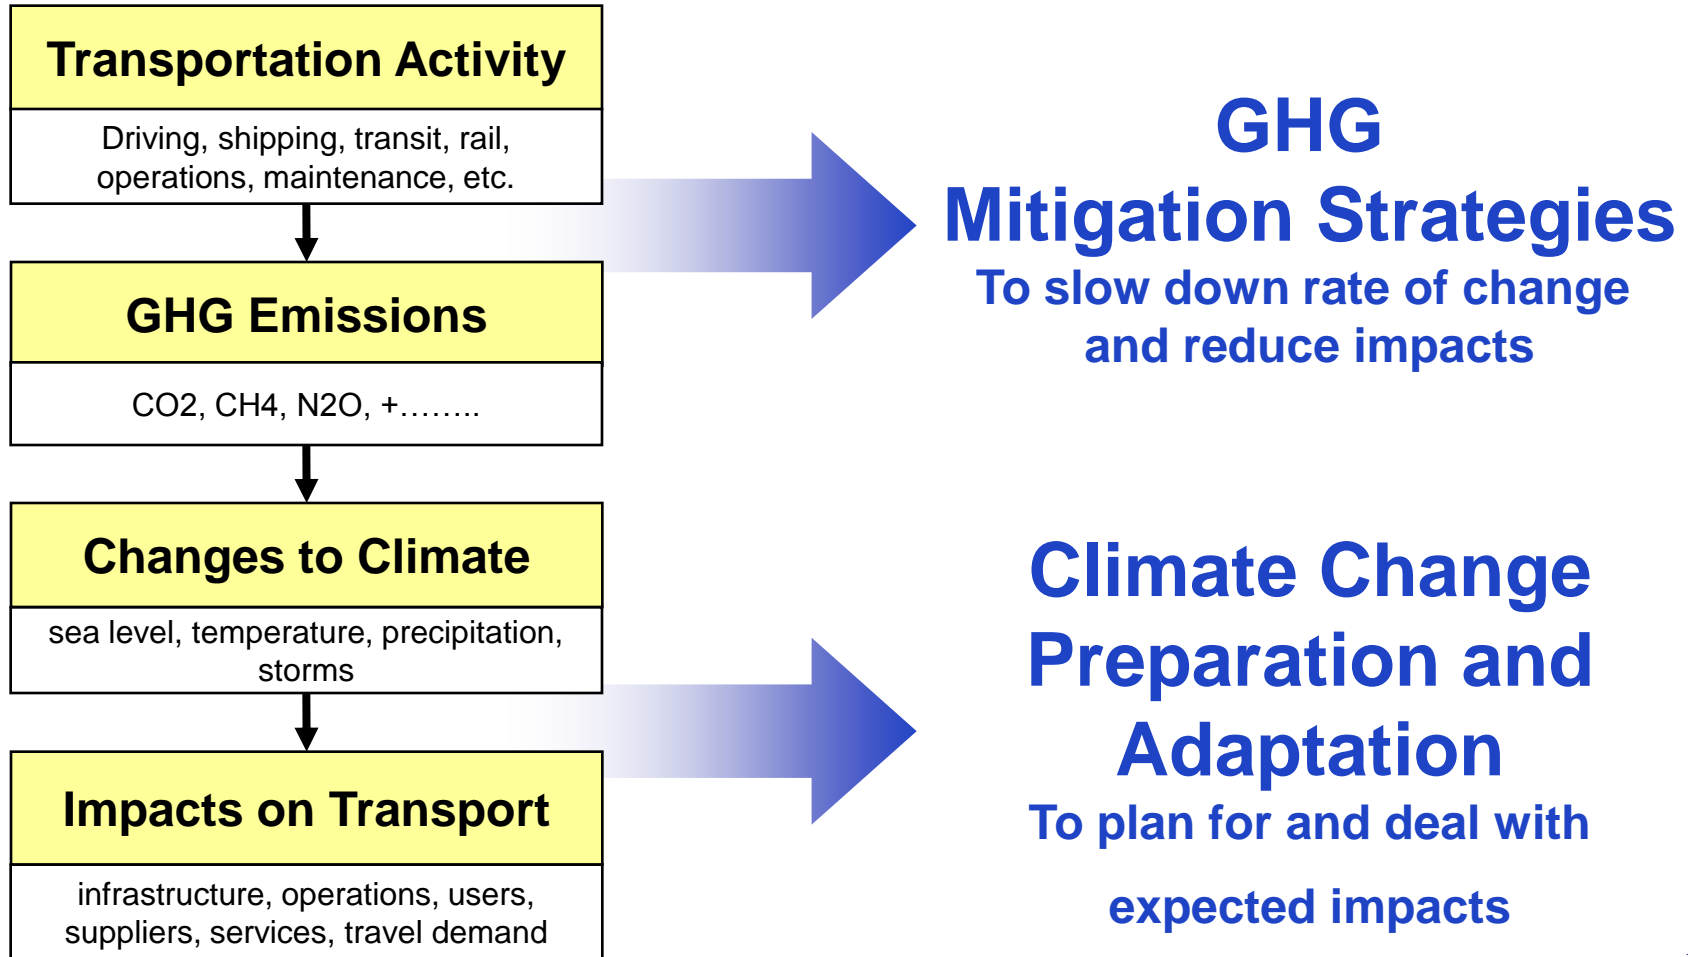 Transportation Activity
Driving, shipping, transit, rail,
operations, maintenance, etc.
GHG Emissions
CO2, CH4, N2O, +……..
Changes to Climate
sea level, temperature, precipitation,
storms
Impacts on Transport
infrastructure, operations, users,
suppliers, services, travel demand
GHG
Mitigation Strategies
To slow down rate of change
and reduce impacts
Climate Change
Preparation and
Adaptation
To plan for and deal with
expected impacts